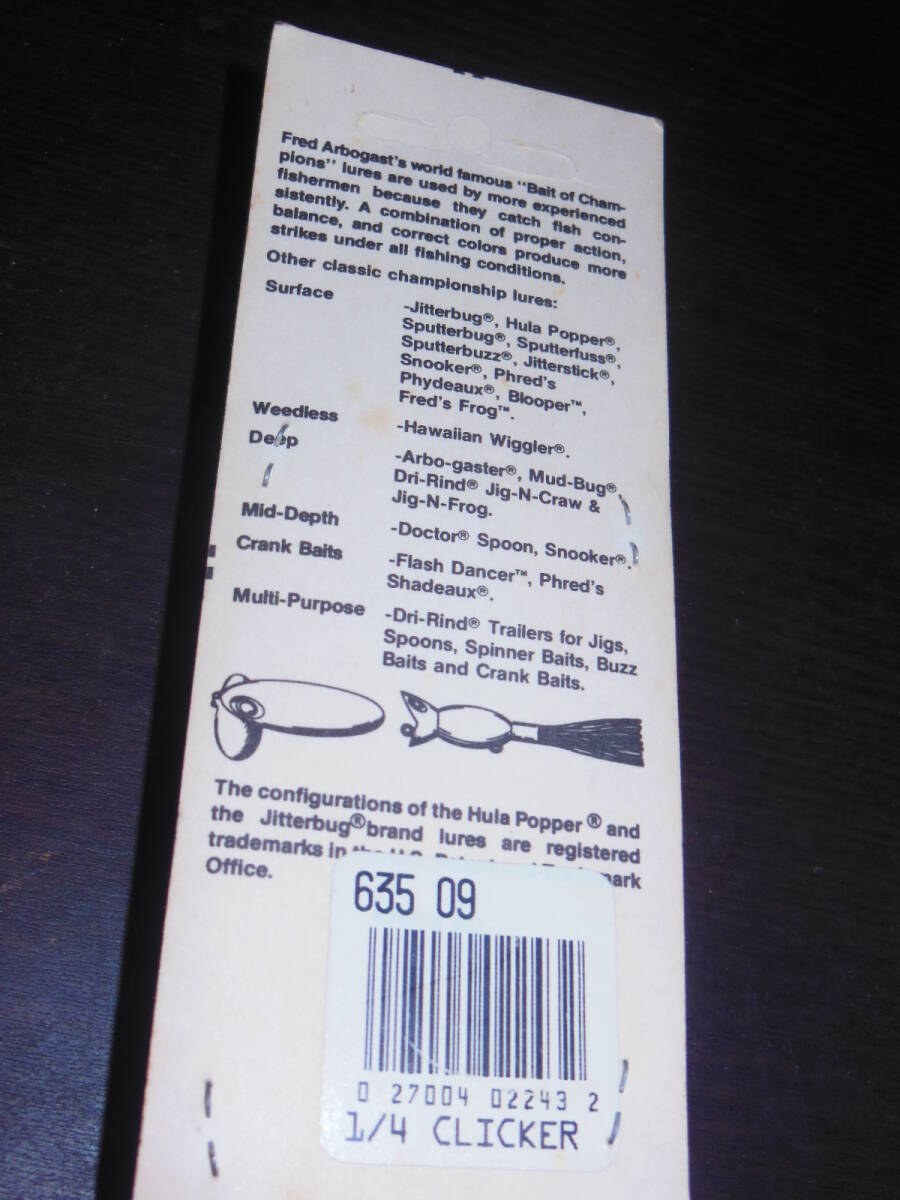 Fred Arbogast's world famous "Bait of Cham-
pions" lures are used by more experienced
fishermen because they catch fish con-
sistently. A combination of proper action,
balance, and correct colors produce more
strikes under all fishing conditions.
Other classic championship lures:
Surface -Jitterbug®, Hula Popper®,
Sputterbug®, Sputterfuss®,
Sputterbuzz®, Jitterstick®,
Snooker®, Phred's
Phydeaux®, Blooper™,
Fred's Frog™.
Weedless -Hawaiian Wiggler®.
Deep -Arbo-gaster®, Mud-Bug®,
Dri-Rind® Jig-N-Craw &
Jig-N-Frog.
Mid-Depth -Doctor® Spoon, Snooker®.
Crank Baits -Flash Dancer™, Phred's
Shadeaux®.
Multi-Purpose -Dri-Rind® Trailers for Jigs,
Spoons, Spinner Baits, Buzz
Baits and Crank Baits.
The configurations of the Hula Popper® and
the Jitterbug® brand lures are registered
trademarks in
Office.
635 09
0 27004 02243 2
1/4 CLICKER